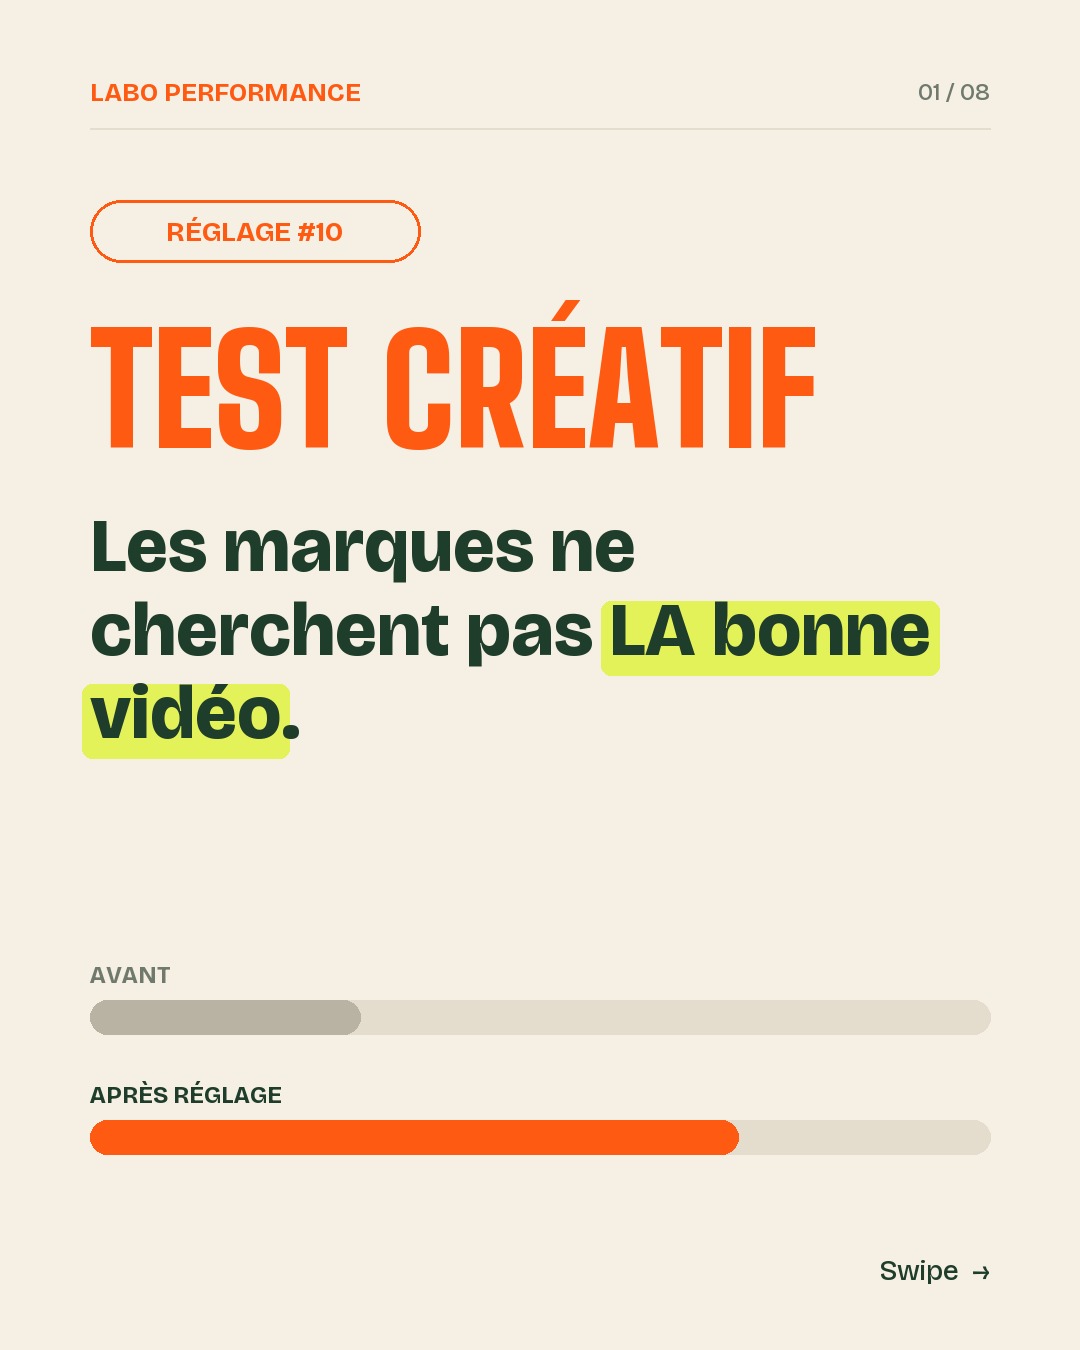 LABO PERFORMANCE
01 / 08
RÉGLAGE #10
TEST CRÉATIF
Les marques ne
cherchent pas LA bonne
vidéo.
AVANT
APRÈS RÉGLAGE
Swipe →